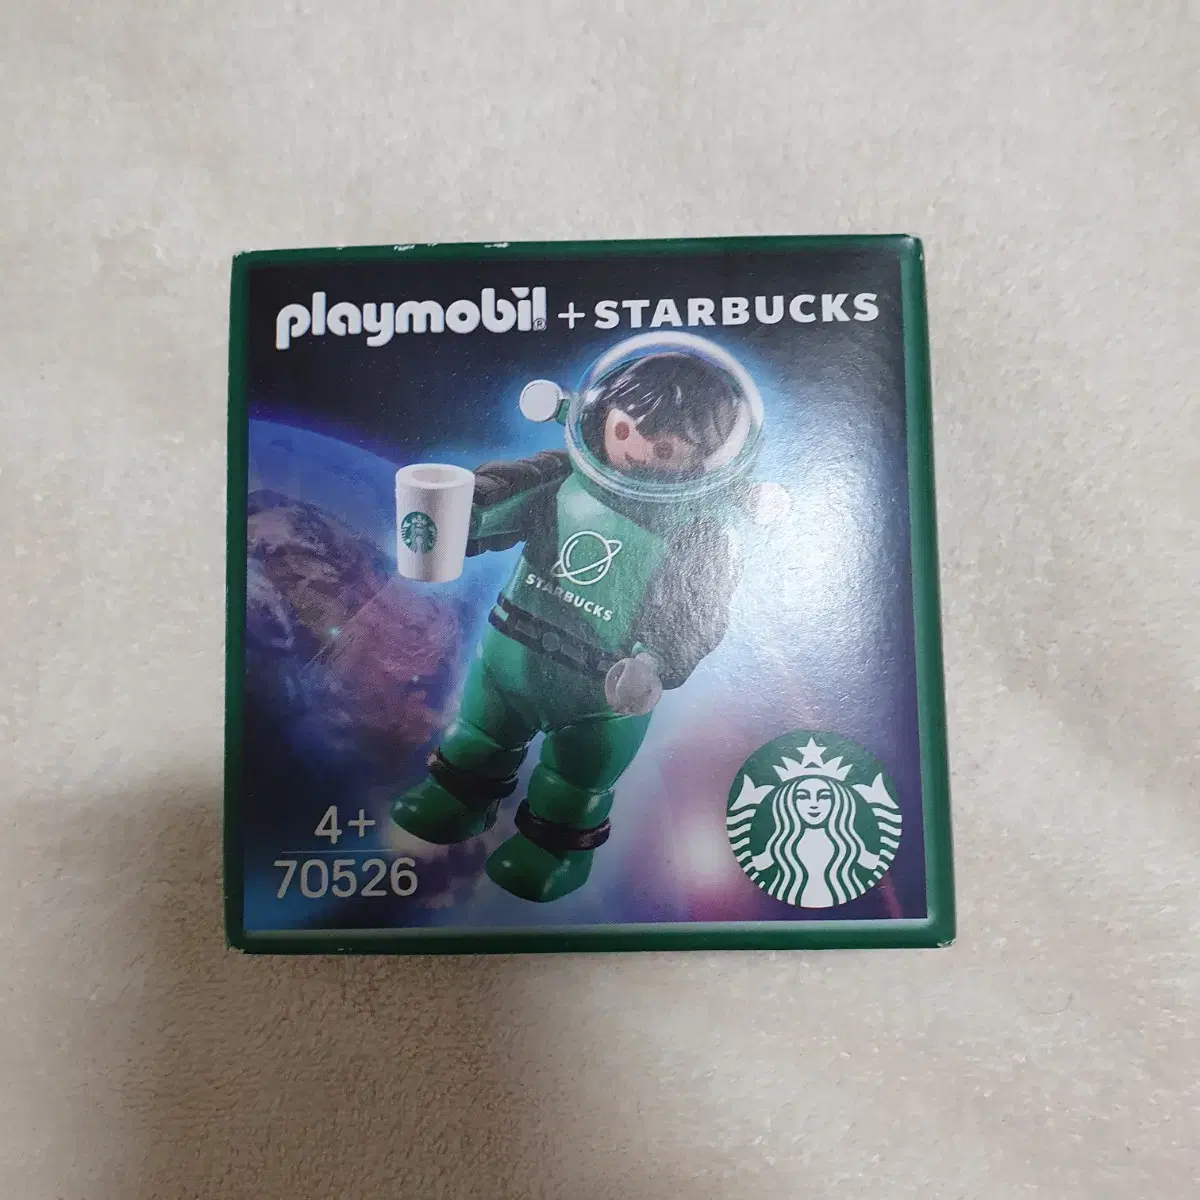 playmobil® + STARBUCKS
STARBUCKS
4+
70526